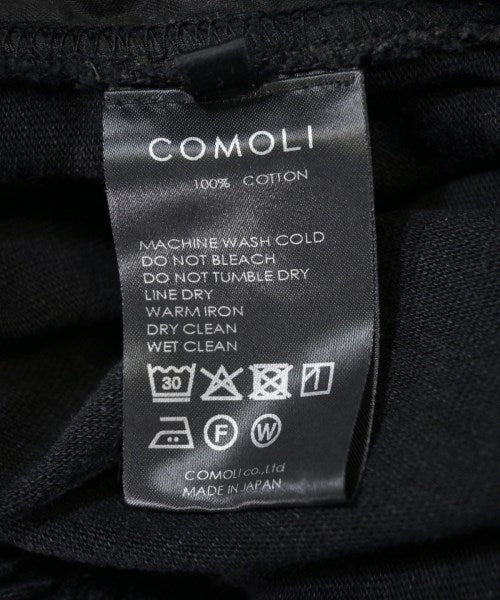 COMOLI
100% COTTON
MACHINE WASH COLD
DO NOT BLEACH
DO NOT TUMBLE DRY
LINE DRY
WARM IRON
DRY CLEAN
WET CLEAN
30
F W
COMOLI co.,Ltd
MADE IN JAPAN